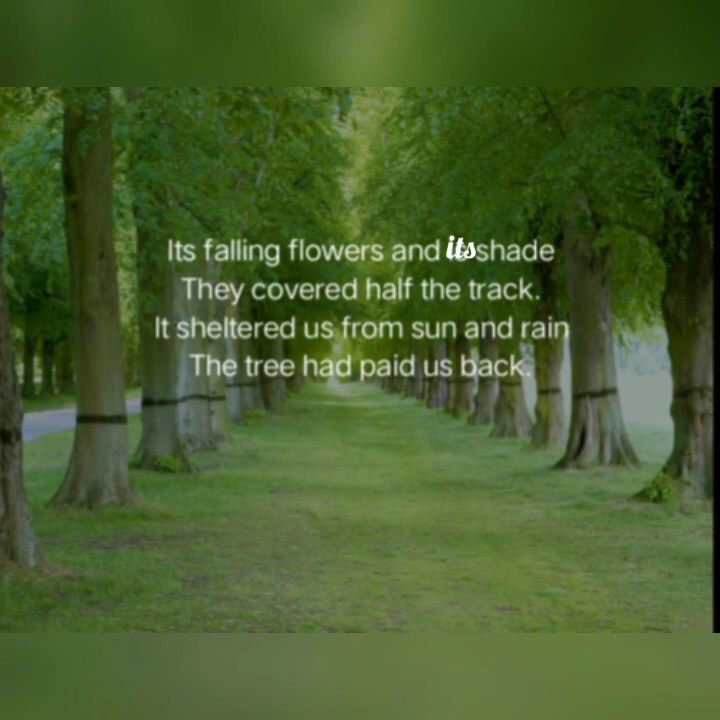 Its falling flowers and its shade
They covered half the track.
It sheltered us from sun and rain
The tree had paid us back.